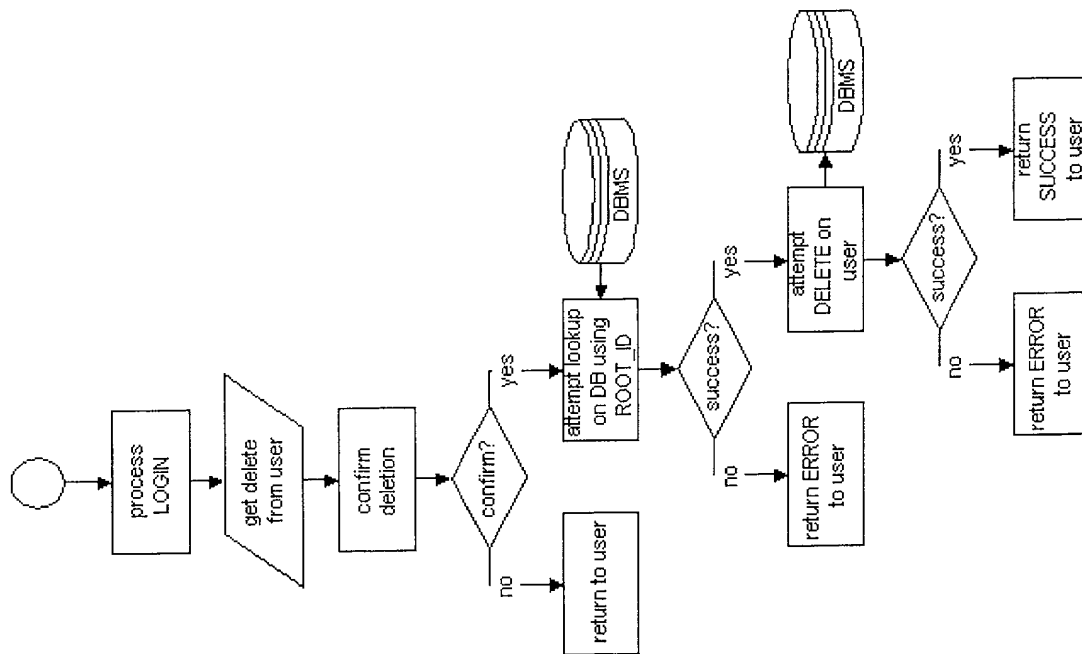 process
LOGIN
get delete
from user
confirm
deletion
confirm?
no
yes
return to user
attempt lookup
on DB using
ROOT_ID
DBMS
success?
no
yes
return ERROR
to user
attempt
DELETE on
user
DBMS
success?
no
yes
return ERROR
to user
return
SUCCESS
to user